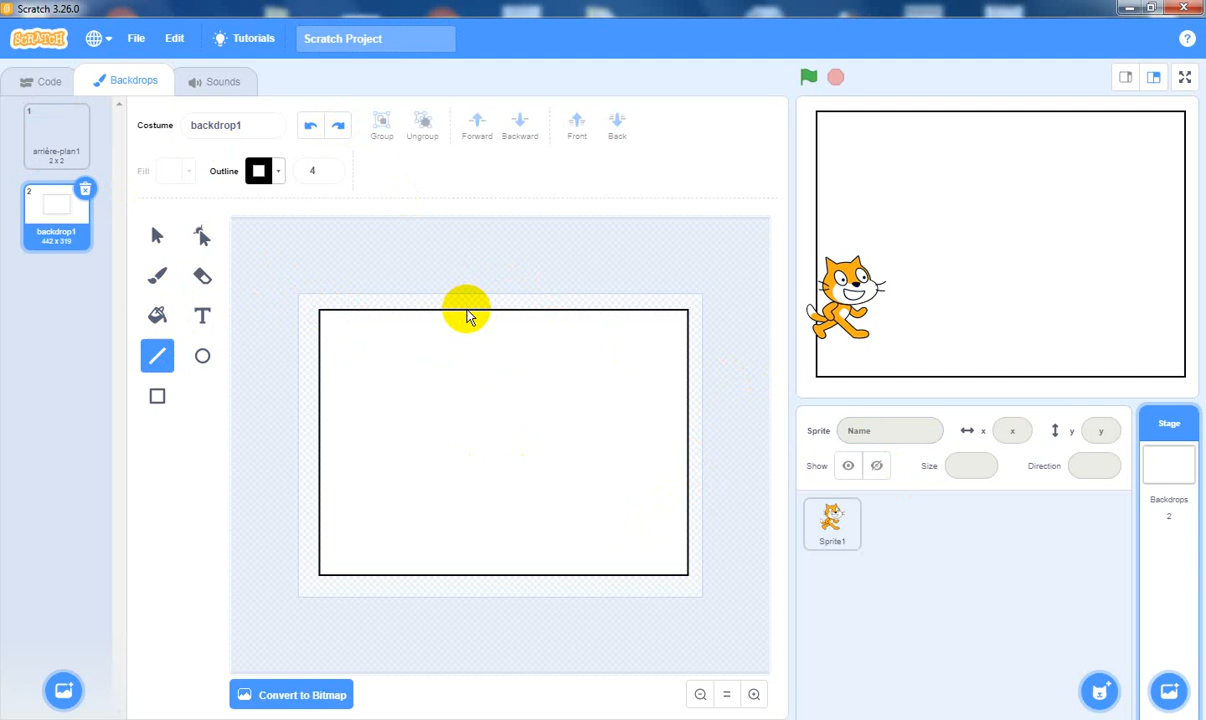 Scratch 3.26.0
SCRATCH
File
Edit
Tutorials
Scratch Project
Code
Backdrops
Sounds
1
arrière-plan1
2 x 2
2
backdrop1
442 x 319
Costume
backdrop1
Group
Ungroup
Forward
Backward
Front
Back
Fill
Outline
4
Convert to Bitmap
Sprite
Name
x
x
y
y
Show
Size
Direction
Sprite1
Stage
Backdrops
2